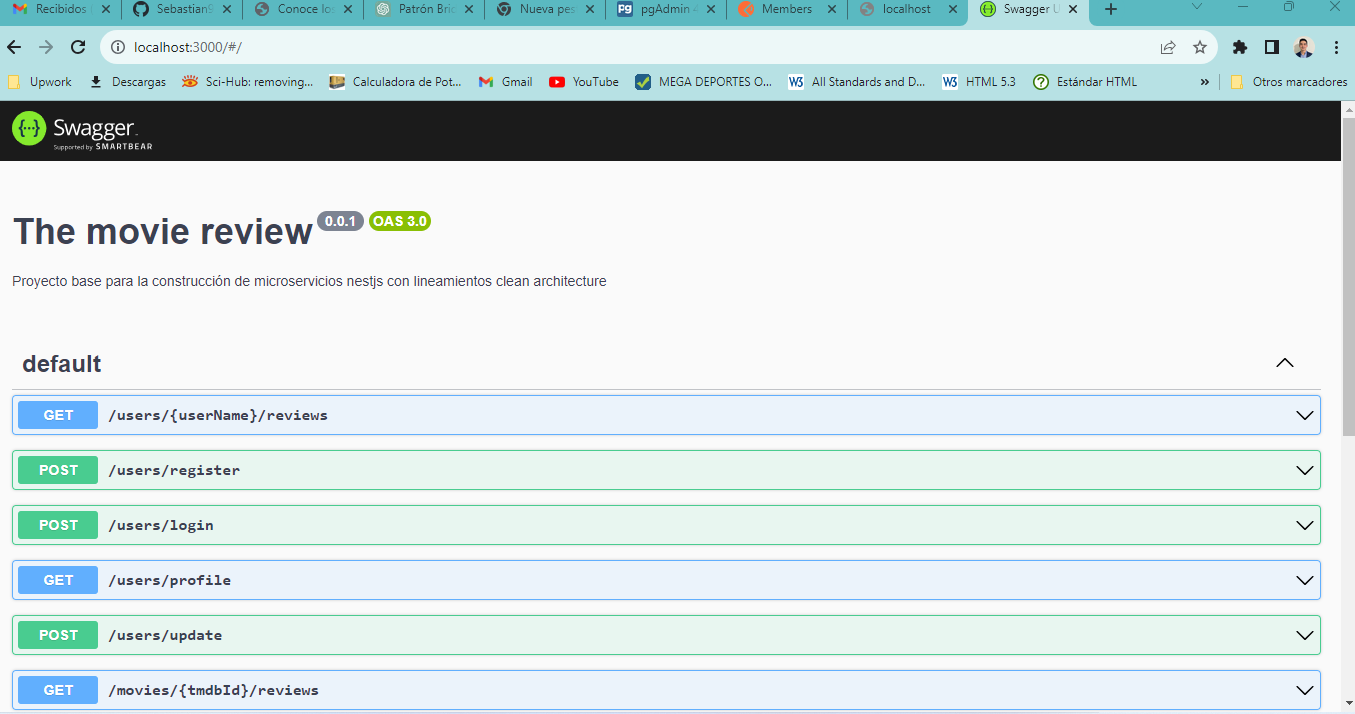 Recibidos
Sebastian9
Conoce los
Patrón Bric
Nueva pes
pgAdmin 4
Members
localhost
Swagger U
localhost:3000/#/
Upwork
Descargas
Sci-Hub: removing...
Calculadora de Pot...
Gmail
YouTube
MEGA DEPORTES O...
W3 All Standards and D...
W3 HTML 5.3
Estándar HTML
»
Otros marcadores
{··} Swagger.
Supported by SMARTBEAR
The movie review 0.0.1 OAS 3.0
Proyecto base para la construcción de microservicios nestjs con lineamientos clean architecture
default
GET /users/{userName}/reviews
POST /users/register
POST /users/login
GET /users/profile
POST /users/update
GET /movies/{tmdbId}/reviews